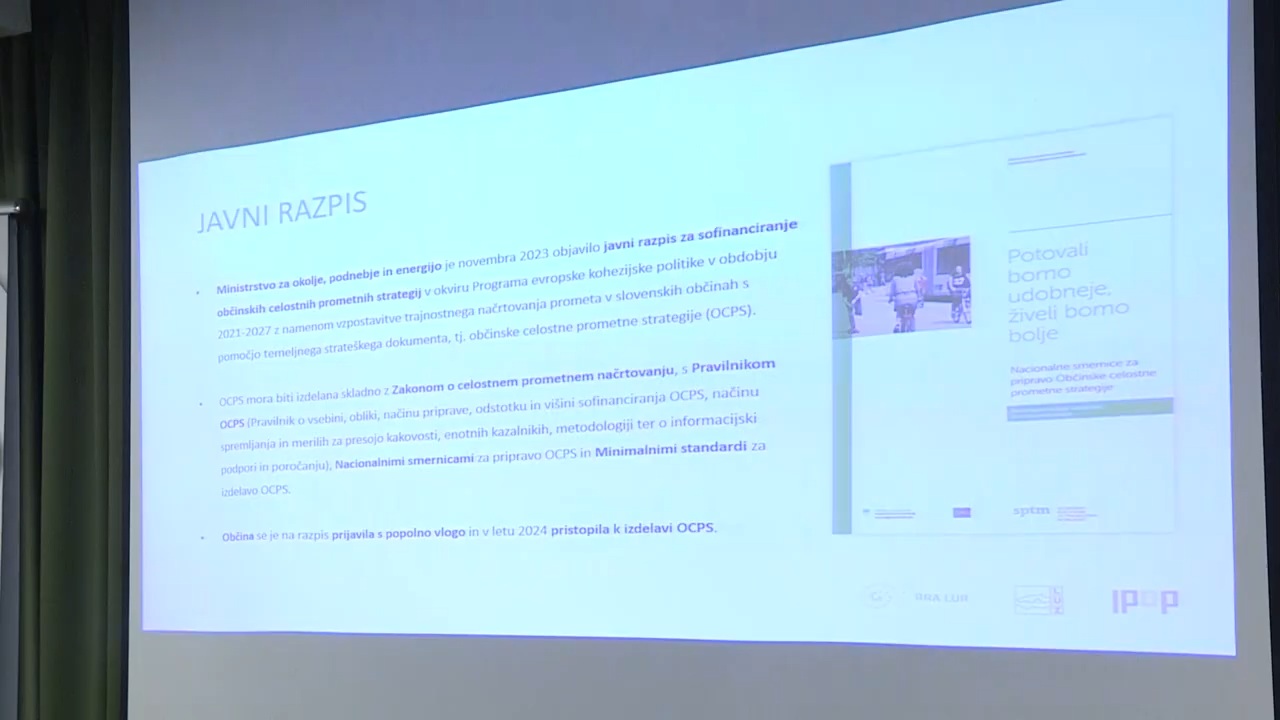 JAVNI RAZPIS
• Ministrstvo za okolje, podnebje in energijo je novembra 2023 objavilo javni razpis za sofinanciranje
občinskih celostnih prometnih strategij v okviru Programa evropske kohezijske politike v obdobju
2021-2027 z namenom vzpostavitve trajnostnega načrtovanja prometa v slovenskih občinah s
pomočjo temeljnega strateškega dokumenta, tj. občinske celostne prometne strategije (OCPS).
• OCPS mora biti izdelana skladno z Zakonom o celostnem prometnem načrtovanju, s Pravilnikom
OCPS (Pravilnik o vsebini, obliki, načinu priprave, odstotku in višini sofinanciranja OCPS, načinu
spremljanja in merilih za presojo kakovosti, enotnih kazalnikih, metodologiji ter o informacijski
podpori in poročanju), Nacionalnimi smernicami za pripravo OCPS in Minimalnimi standardi za
izdelavo OCPS.
• Občina se je na razpis prijavila s popolno vlogo in v letu 2024 pristopila k izdelavi OCPS.
Potovali
bomo
udobneje,
živeli bomo
bolje
Nacionalne smernice za
pripravo Občinske celostne
prometne strategije
sptm
RRA LUR
LUZ
IPoP